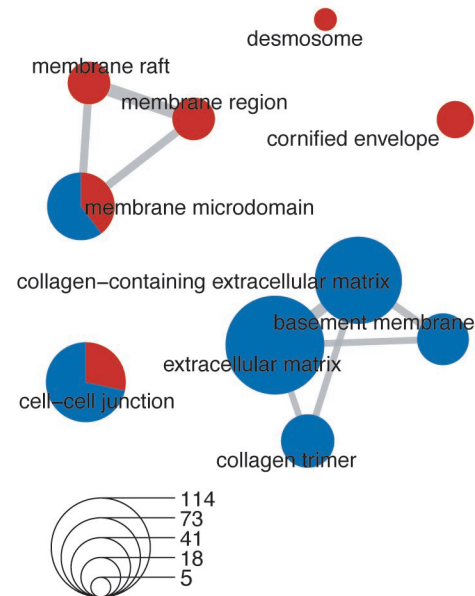 desmosome
membrane raft
membrane region
cornified envelope
membrane microdomain
collagen−containing extracellular matrix
basement membrane
extracellular matrix
cell−cell junction
collagen trimer
114
73
41
18
5